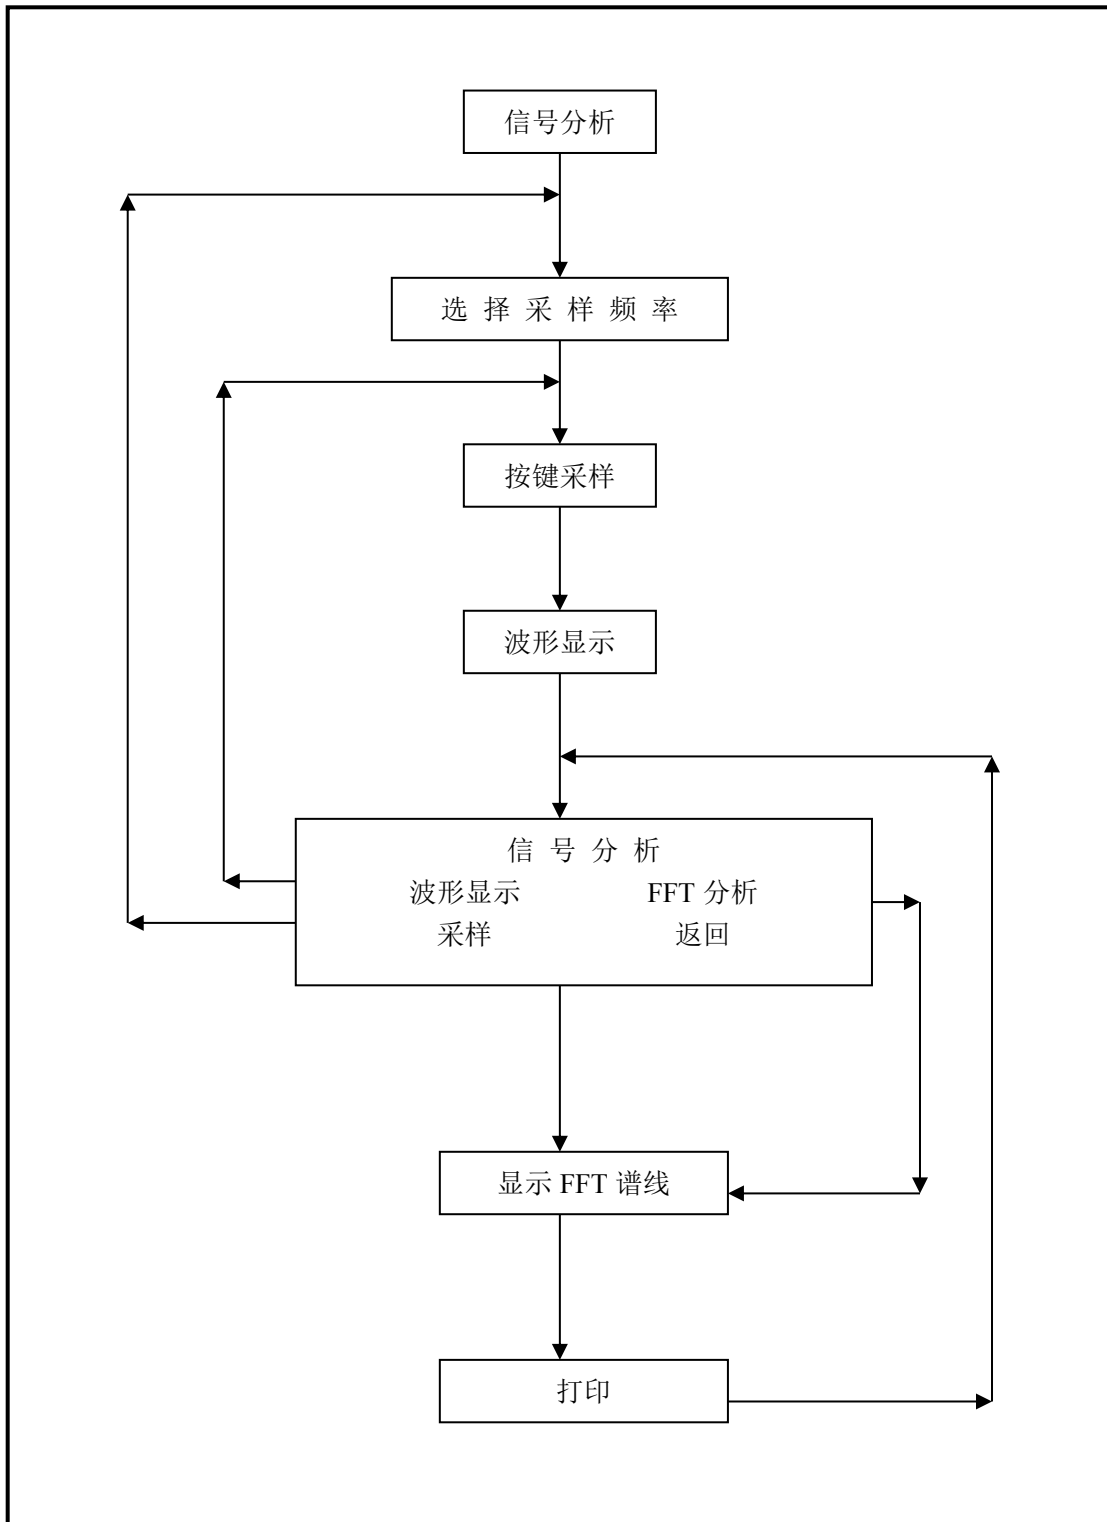 信号分析
选 择 采 样 频 率
按键采样
波形显示
信 号 分 析
波形显示 FFT 分析
采样 返回
显示 FFT 谱线
打印